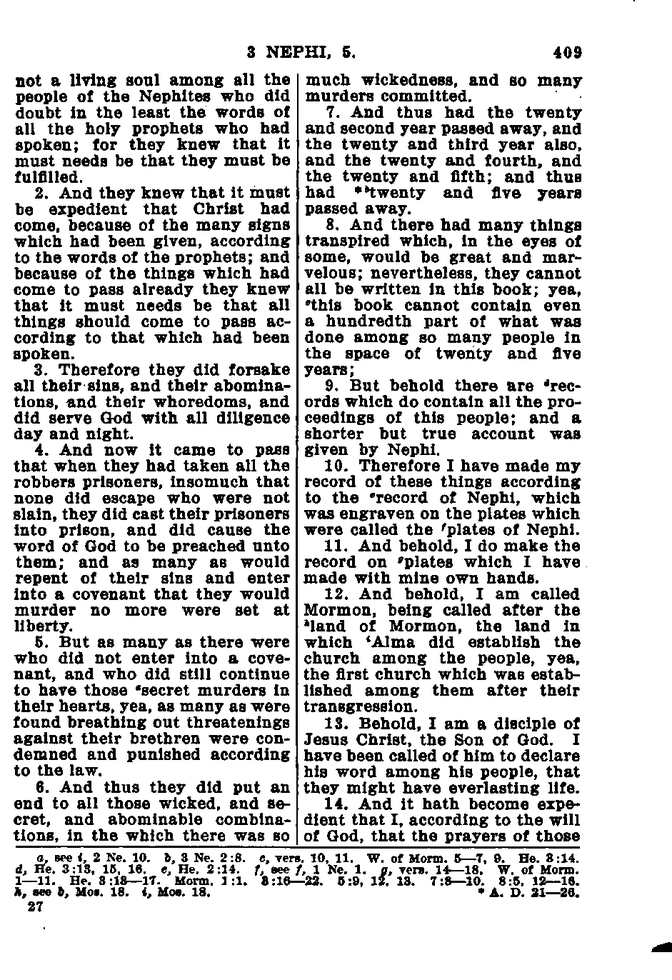 3 NEPHI, 5. 409
not a living soul among all the
people of the Nephites who did
doubt in the least the words of
all the holy prophets who had
spoken; for they knew that it
must needs be that they must be
fulfilled.
2. And they knew that it must
be expedient that Christ had
come, because of the many signs
which had been given, according
to the words of the prophets; and
because of the things which had
come to pass already they knew
that it must needs be that all
things should come to pass ac-
cording to that which had been
spoken.
3. Therefore they did forsake
all their sins, and their abomina-
tions, and their whoredoms, and
did serve God with all diligence
day and night.
4. And now it came to pass
that when they had taken all the
robbers prisoners, insomuch that
none did escape who were not
slain, they did cast their prisoners
into prison, and did cause the
word of God to be preached unto
them; and as many as would
repent of their sins and enter
into a covenant that they would
murder no more were set at
liberty.
5. But as many as there were
who did not enter into a cove-
nant, and who did still continue
to have those ᵃsecret murders in
their hearts, yea, as many as were
found breathing out threatenings
against their brethren were con-
demned and punished according
to the law.
6. And thus they did put an
end to all those wicked, and se-
cret, and abominable combina-
tions, in the which there was so
much wickedness, and so many
murders committed.
7. And thus had the twenty
and second year passed away, and
the twenty and third year also,
and the twenty and fourth, and
the twenty and fifth; and thus
had *ᵇtwenty and five years
passed away.
8. And there had many things
transpired which, in the eyes of
some, would be great and mar-
velous; nevertheless, they cannot
all be written in this book; yea,
ᶜthis book cannot contain even
a hundredth part of what was
done among so many people in
the space of twenty and five
years;
9. But behold there are ᵈrec-
ords which do contain all the pro-
ceedings of this people; and a
shorter but true account was
given by Nephi.
10. Therefore I have made my
record of these things according
to the ᵉrecord of Nephi, which
was engraven on the plates which
were called the ᶠplates of Nephi.
11. And behold, I do make the
record on ᵍplates which I have
made with mine own hands.
12. And behold, I am called
Mormon, being called after the
ʰland of Mormon, the land in
which ⁱAlma did establish the
church among the people, yea,
the first church which was estab-
lished among them after their
transgression.
13. Behold, I am a disciple of
Jesus Christ, the Son of God. I
have been called of him to declare
his word among his people, that
they might have everlasting life.
14. And it hath become expe-
dient that I, according to the will
of God, that the prayers of those
a, see i, 2 Ne. 10. b, 3 Ne. 2:8. c, vers. 10, 11. W. of Morm. 5—7, 9. He. 3:14.
d, He. 3:13, 15, 16. e, He. 2:14. f, see f, 1 Ne. 1. g, vers. 14—18. W. of Morm.
1—11. He. 3:13—17. Morm. 1:1. 2:16—22. 5:9, 12, 13. 7:8—10. 8:5, 12—16.
h, see b, Mos. 18. i, Mos. 18. * A. D. 21—26.
27